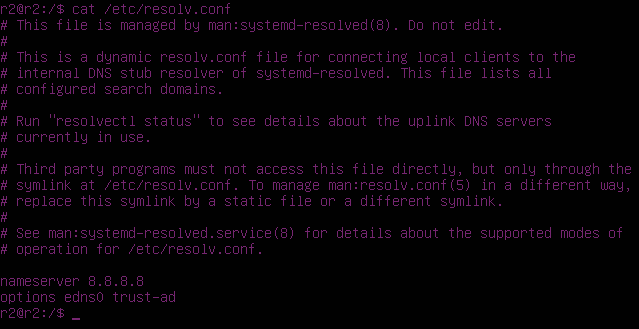 r2@r2:/$ cat /etc/resolv.conf
# This file is managed by man:systemd-resolved(8). Do not edit.
#
# This is a dynamic resolv.conf file for connecting local clients to the
# internal DNS stub resolver of systemd-resolved. This file lists all
# configured search domains.
#
# Run "resolvectl status" to see details about the uplink DNS servers
# currently in use.
#
# Third party programs must not access this file directly, but only through the
# symlink at /etc/resolv.conf. To manage man:resolv.conf(5) in a different way,
# replace this symlink by a static file or a different symlink.
#
# See man:systemd-resolved.service(8) for details about the supported modes of
# operation for /etc/resolv.conf.

nameserver 8.8.8.8
options edns0 trust-ad
r2@r2:/$ _